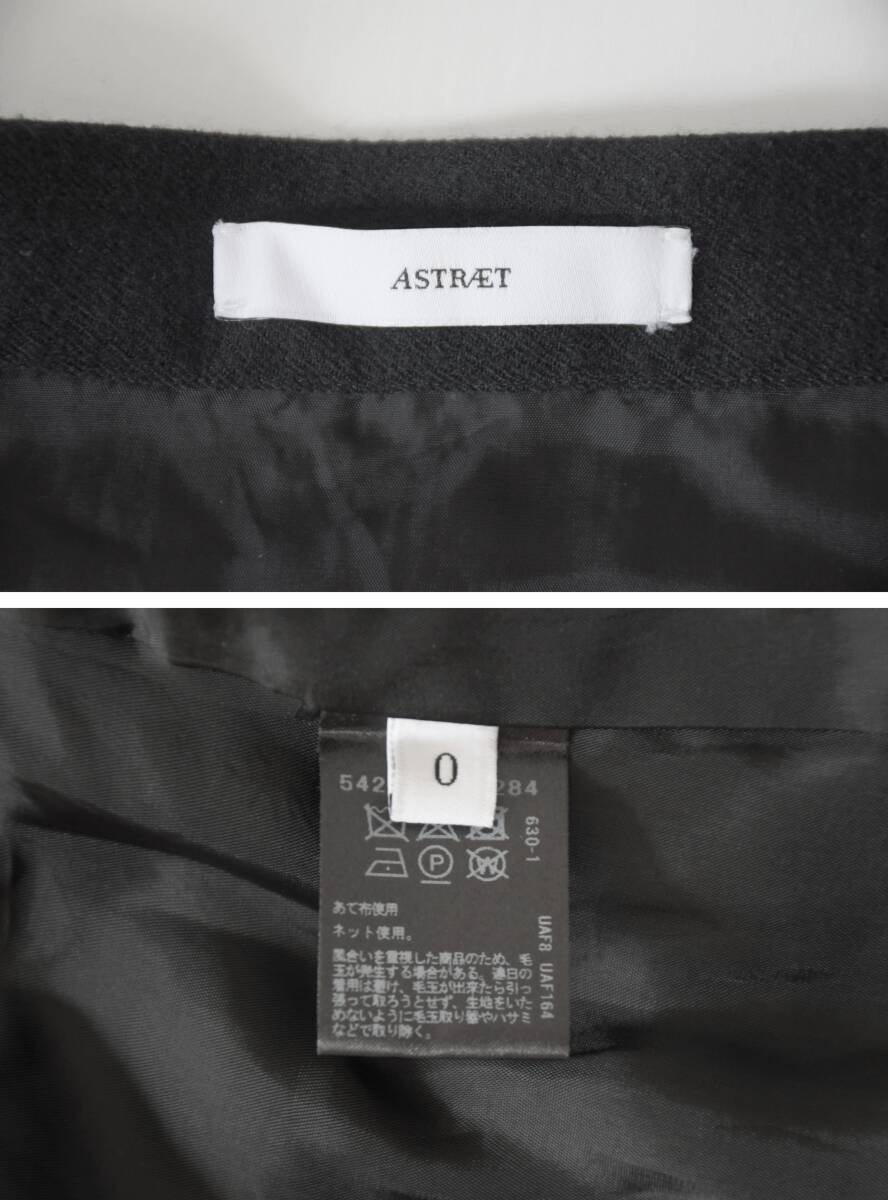 ASTRÆT
0
542
284
630-1
P
W
あて布使用
ネット使用。
風合いを重視した商品のため、毛
玉が発生する場合がある。連日の
着用は避け、毛玉が出来たら引っ
張って取ろうとせず、生地をいた
めないように毛玉取り器やハサミ
などで取り除く。
UAF8 UAF164